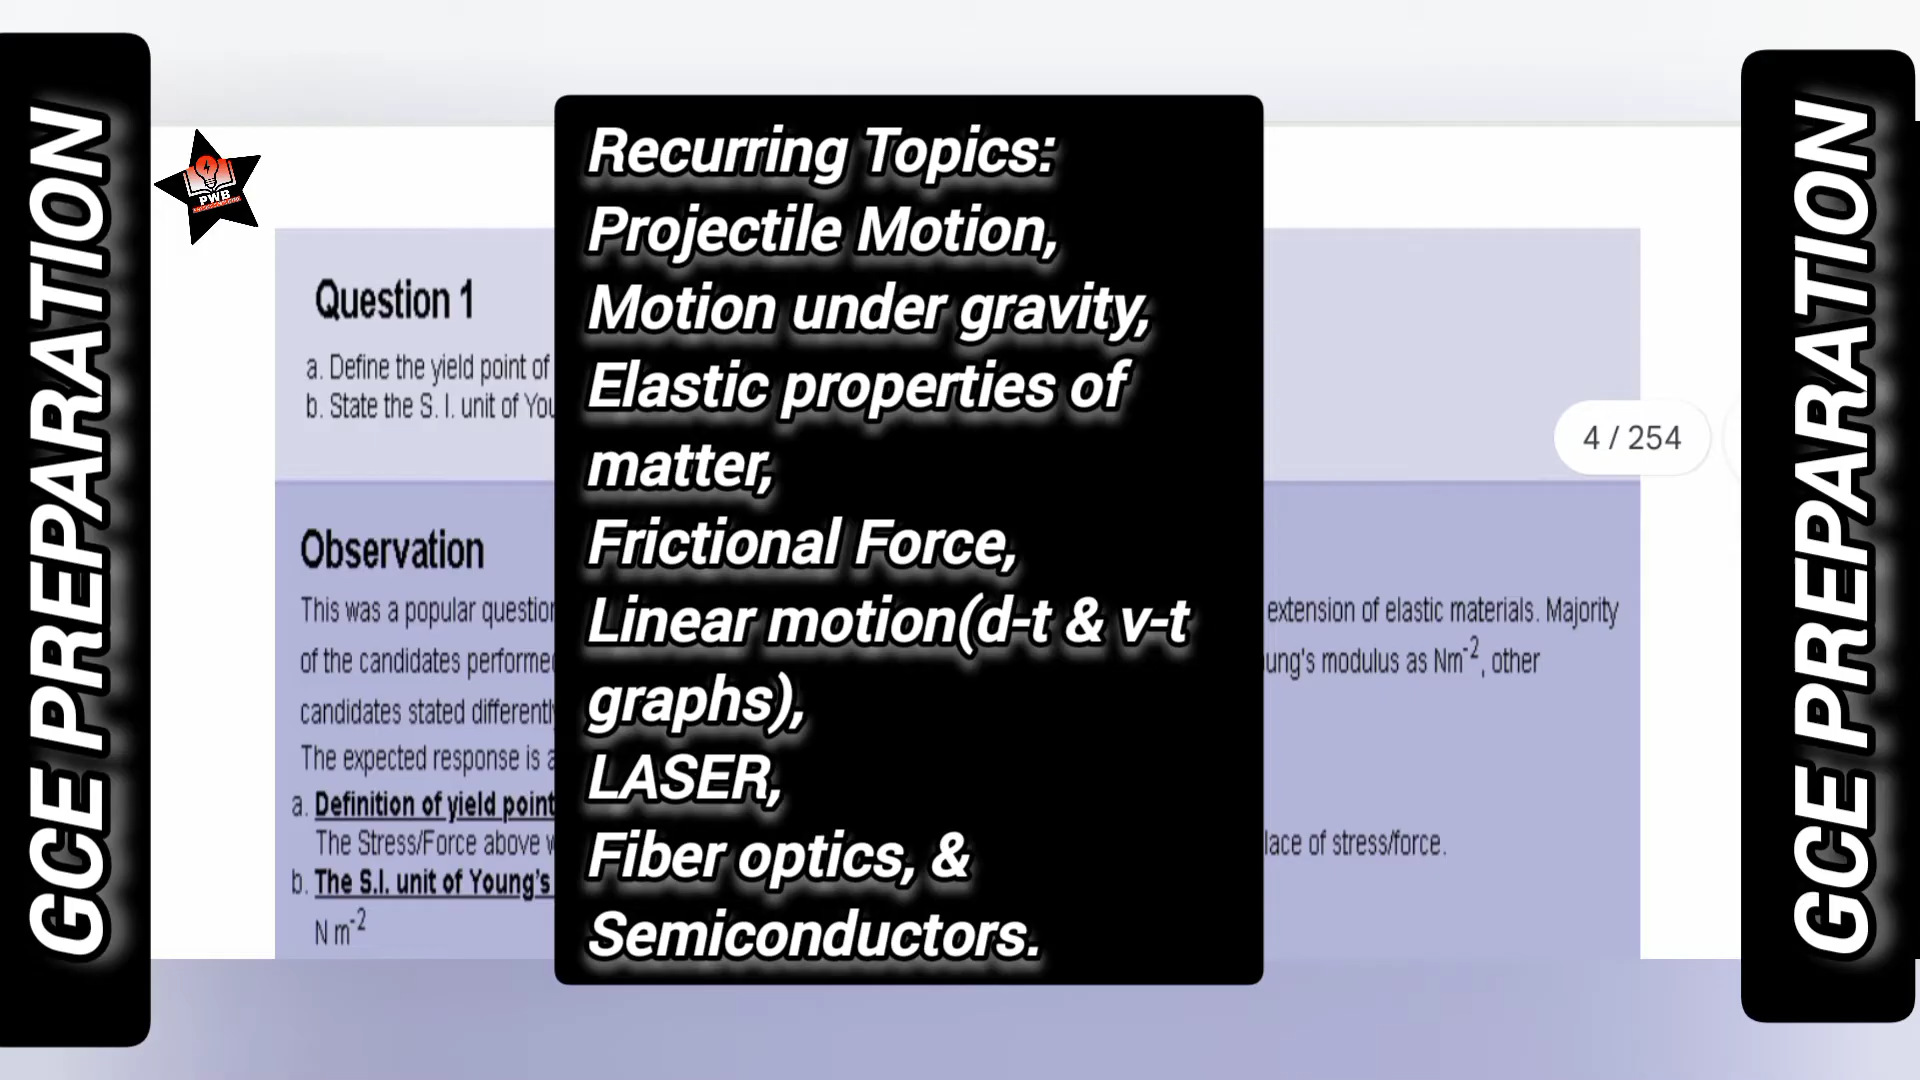 GCE PREPARATION
PWB
Question 1
a. Define the yield point of
b. State the S. I. unit of You
Observation
This was a popular question
extension of elastic materials. Majority
of the candidates performed
ung's modulus as Nm⁻², other
candidates stated differently
The expected response is a
a. Definition of yield point
The Stress/Force above w
lace of stress/force.
b. The S.I. unit of Young's
N m⁻²
Recurring Topics:
Projectile Motion,
Motion under gravity,
Elastic properties of
matter,
Frictional Force,
Linear motion(d-t & v-t
graphs),
LASER,
Fiber optics, &
Semiconductors.
4 / 254
GCE PREPARATION